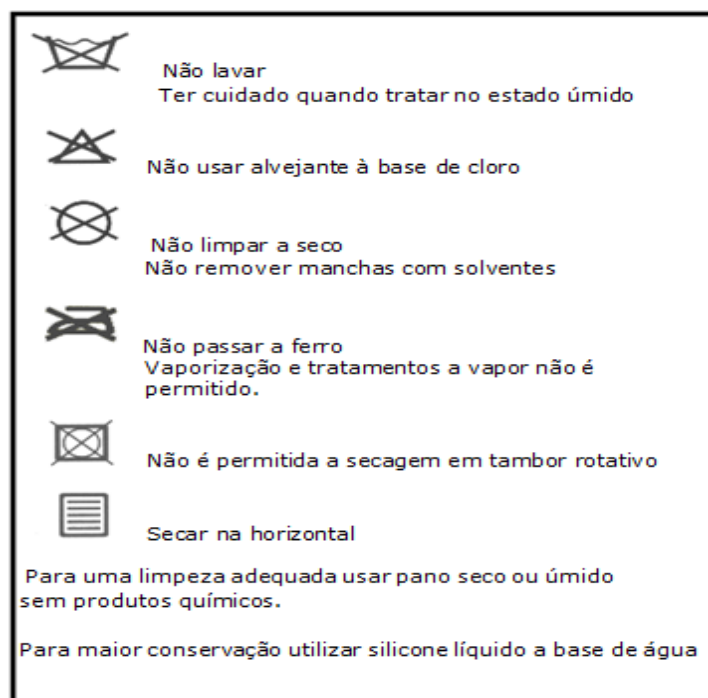 Não lavar
Ter cuidado quando tratar no estado úmido
Não usar alvejante à base de cloro
Não limpar a seco
Não remover manchas com solventes
Não passar a ferro
Vaporização e tratamentos a vapor não é
permitido.
Não é permitida a secagem em tambor rotativo
Secar na horizontal
Para uma limpeza adequada usar pano seco ou úmido
sem produtos químicos.
Para maior conservação utilizar silicone líquido a base de água